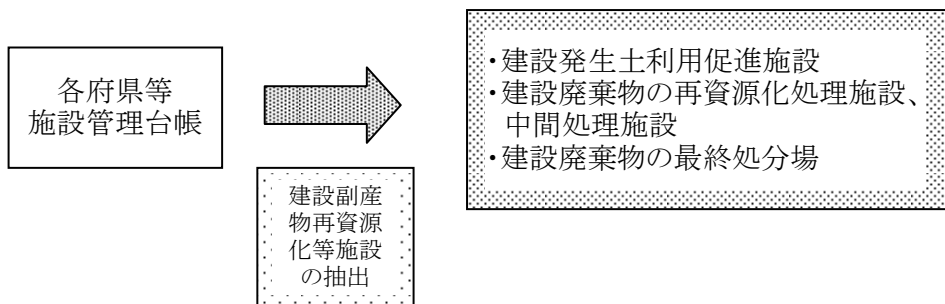 各府県等
施設管理台帳
建設副産
物再資源
化等施設
の抽出
・建設発生土利用促進施設
・建設廃棄物の再資源化処理施設、
中間処理施設
・建設廃棄物の最終処分場